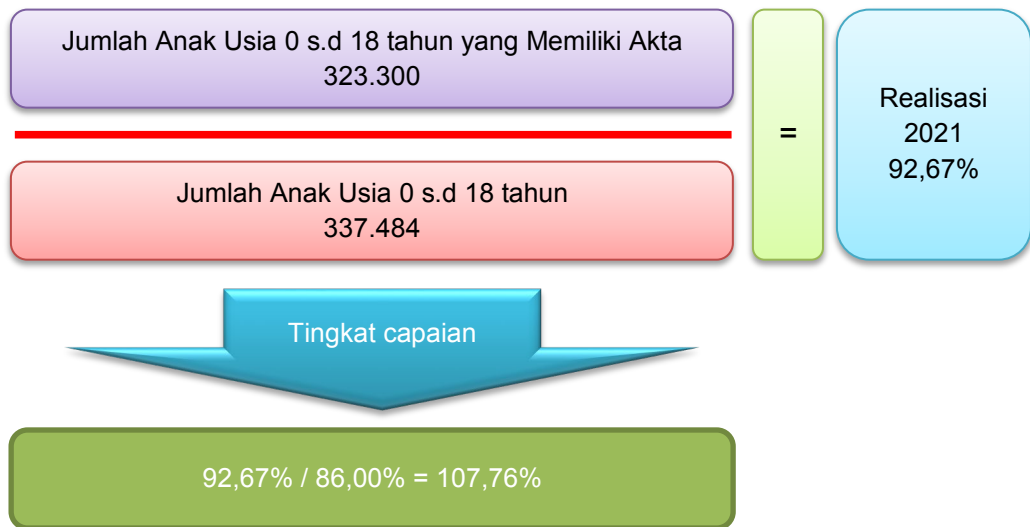 Jumlah Anak Usia 0 s.d 18 tahun yang Memiliki Akta
323.300
Jumlah Anak Usia 0 s.d 18 tahun
337.484
=
Realisasi
2021
92,67%
Tingkat capaian
92,67% / 86,00% = 107,76%